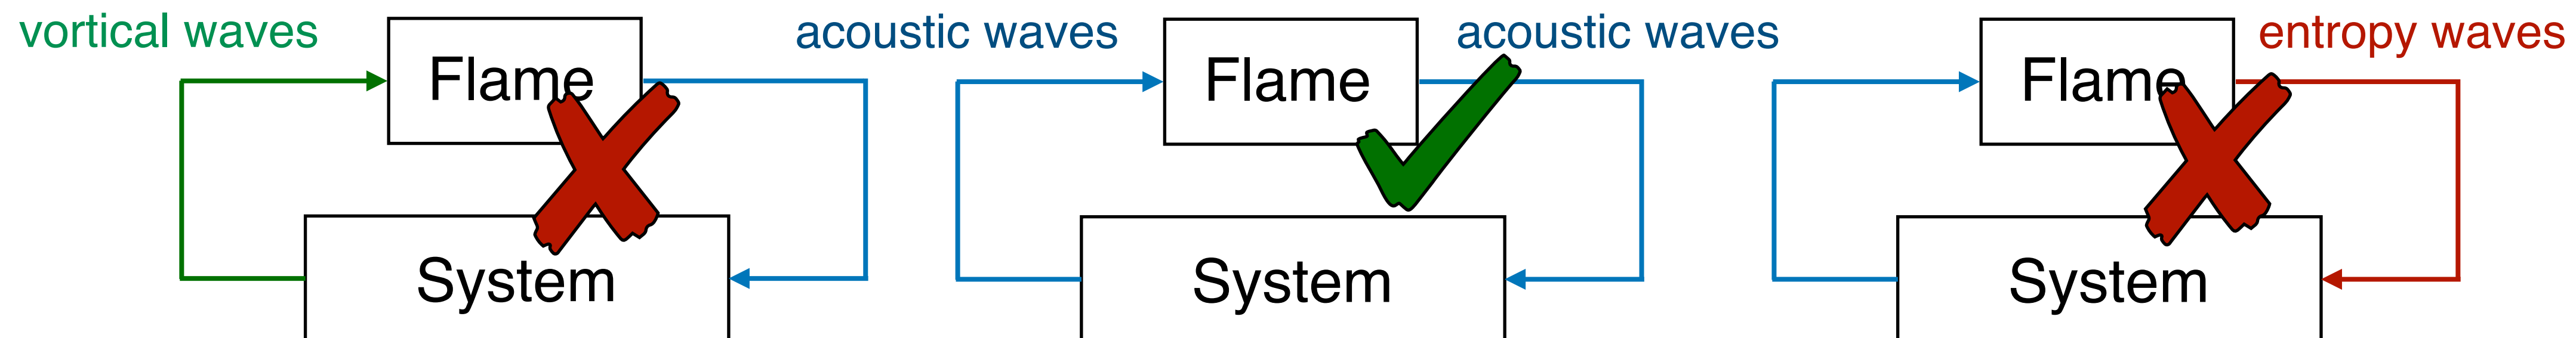 vortical waves
acoustic waves
acoustic waves
entropy waves
Flame
Flame
Flame
System
System
System